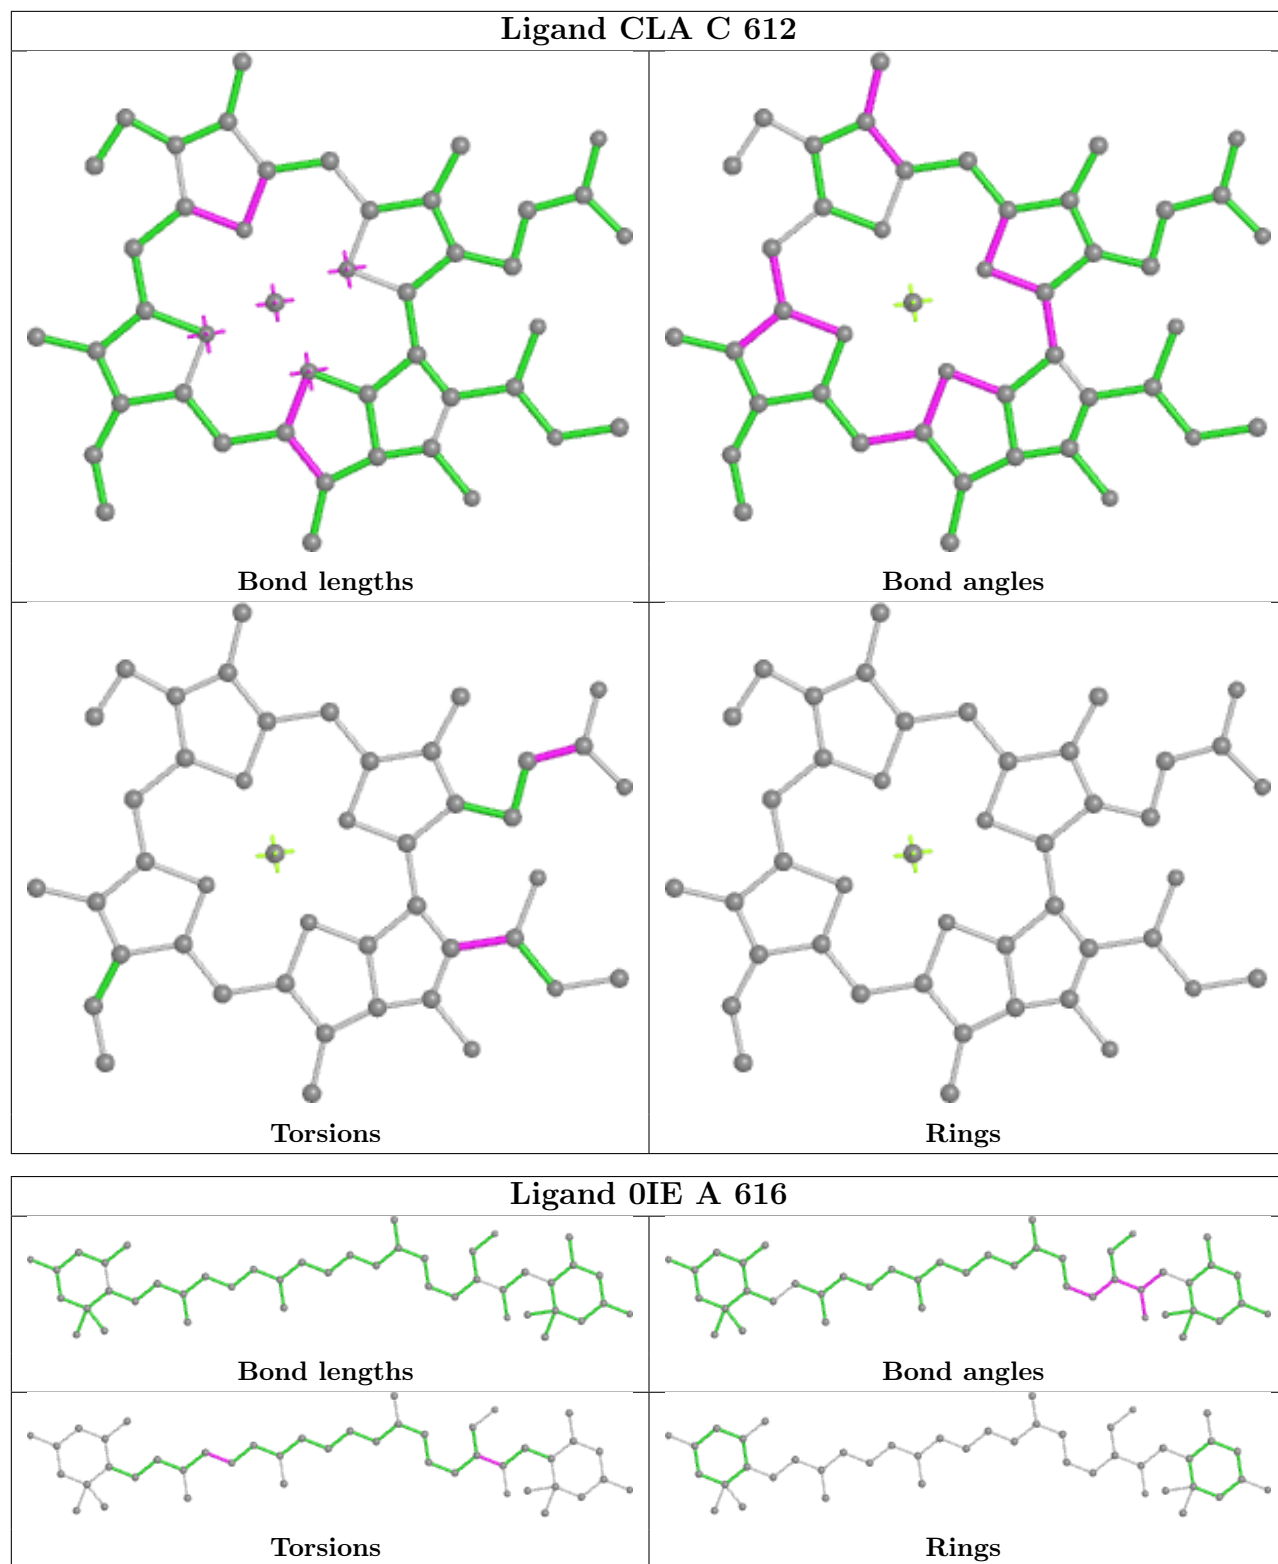 Ligand CLA C 612
Bond lengths
Bond angles
Torsions
Rings
Ligand 0IE A 616
Bond lengths
Bond angles
Torsions
Rings